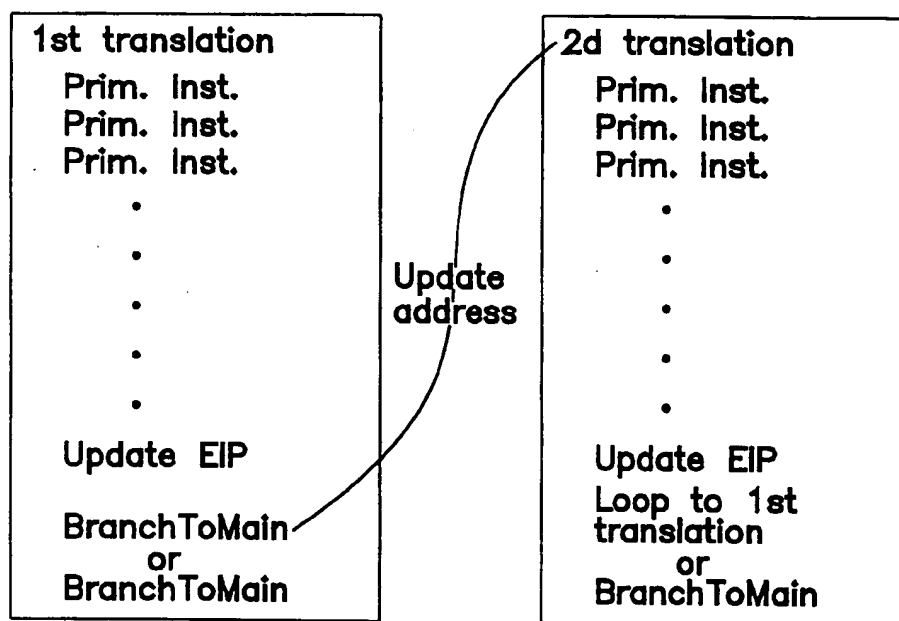 1st translation
Prim. Inst.
Prim. Inst.
Prim. Inst.
Update EIP
BranchToMain
or
BranchToMain
Update
address
2d translation
Prim. Inst.
Prim. Inst.
Prim. Inst.
Update EIP
Loop to 1st
translation
or
BranchToMain